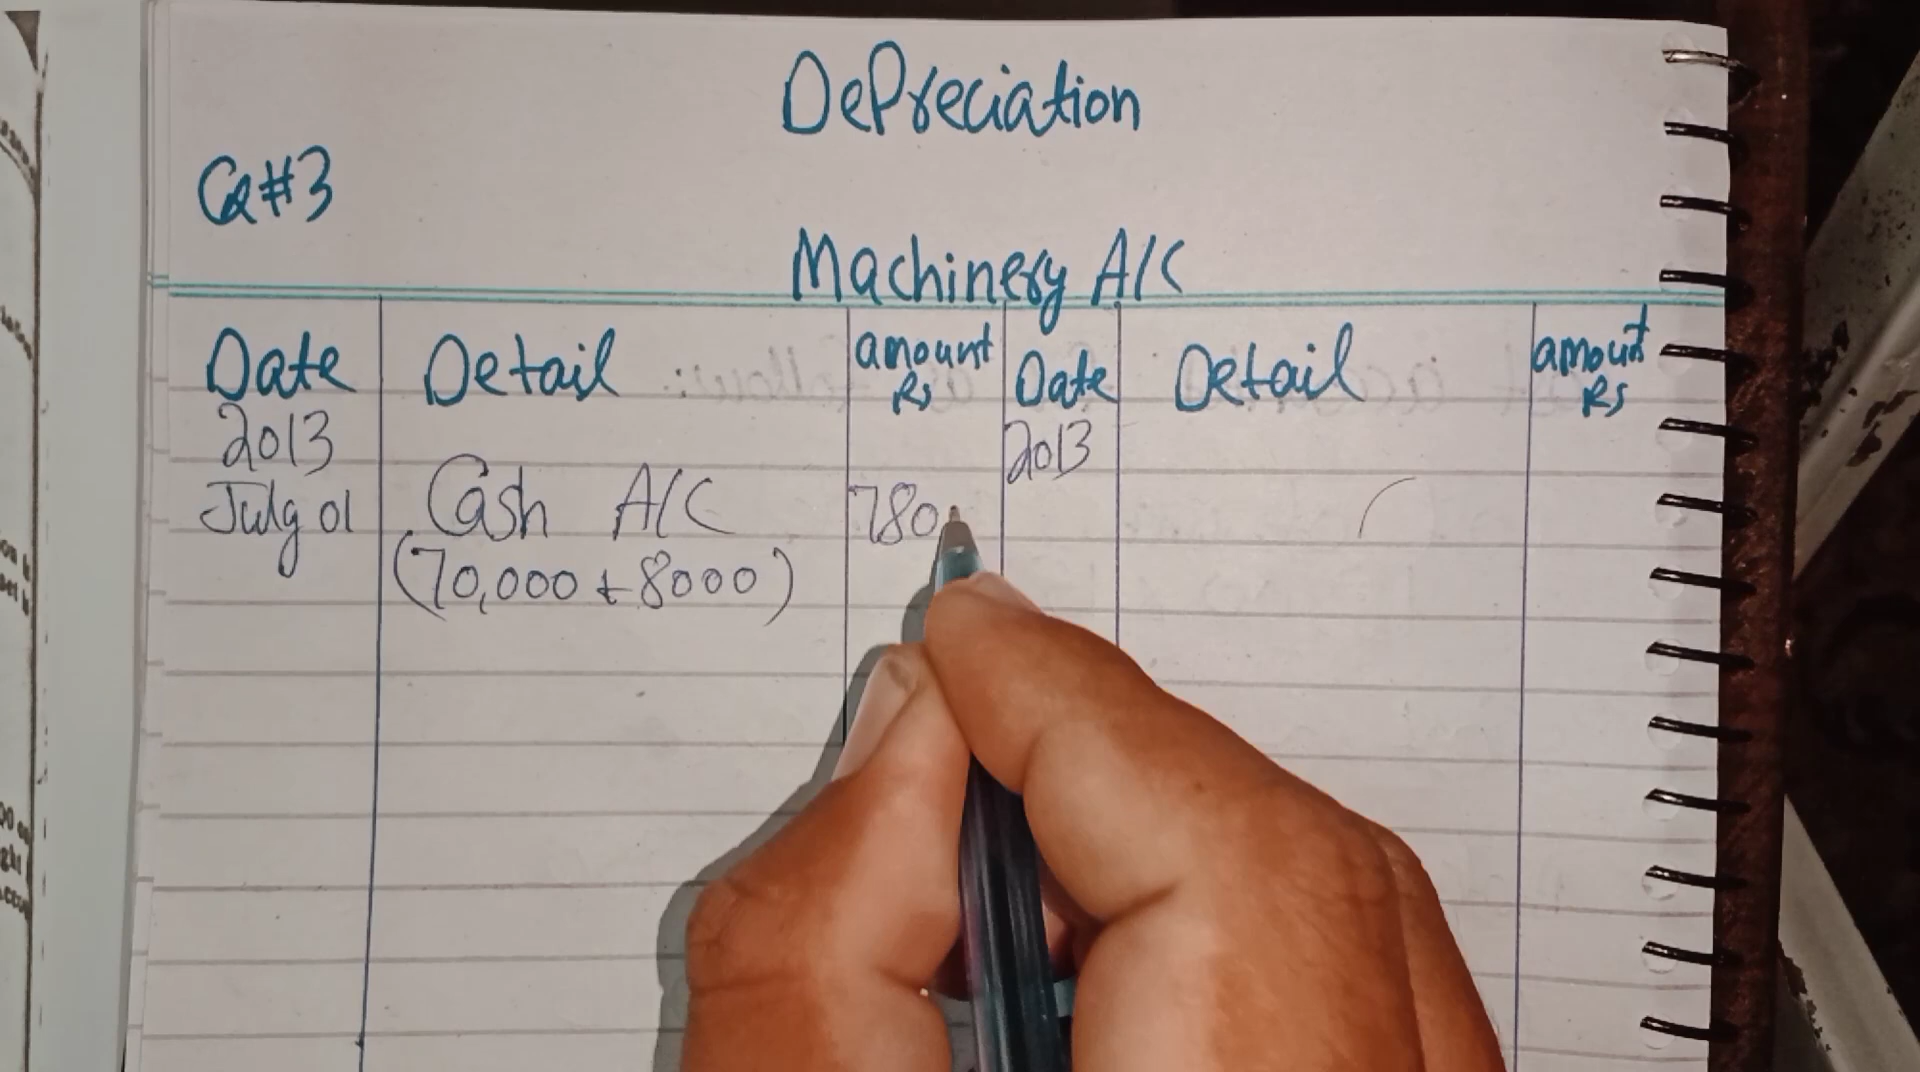 Depreciation
Q#3
Machinery A/C
Date Detail amount Rs Date Detail amount Rs
2013 2013
July 01 Cash A/C 780
(70,000 + 8000)